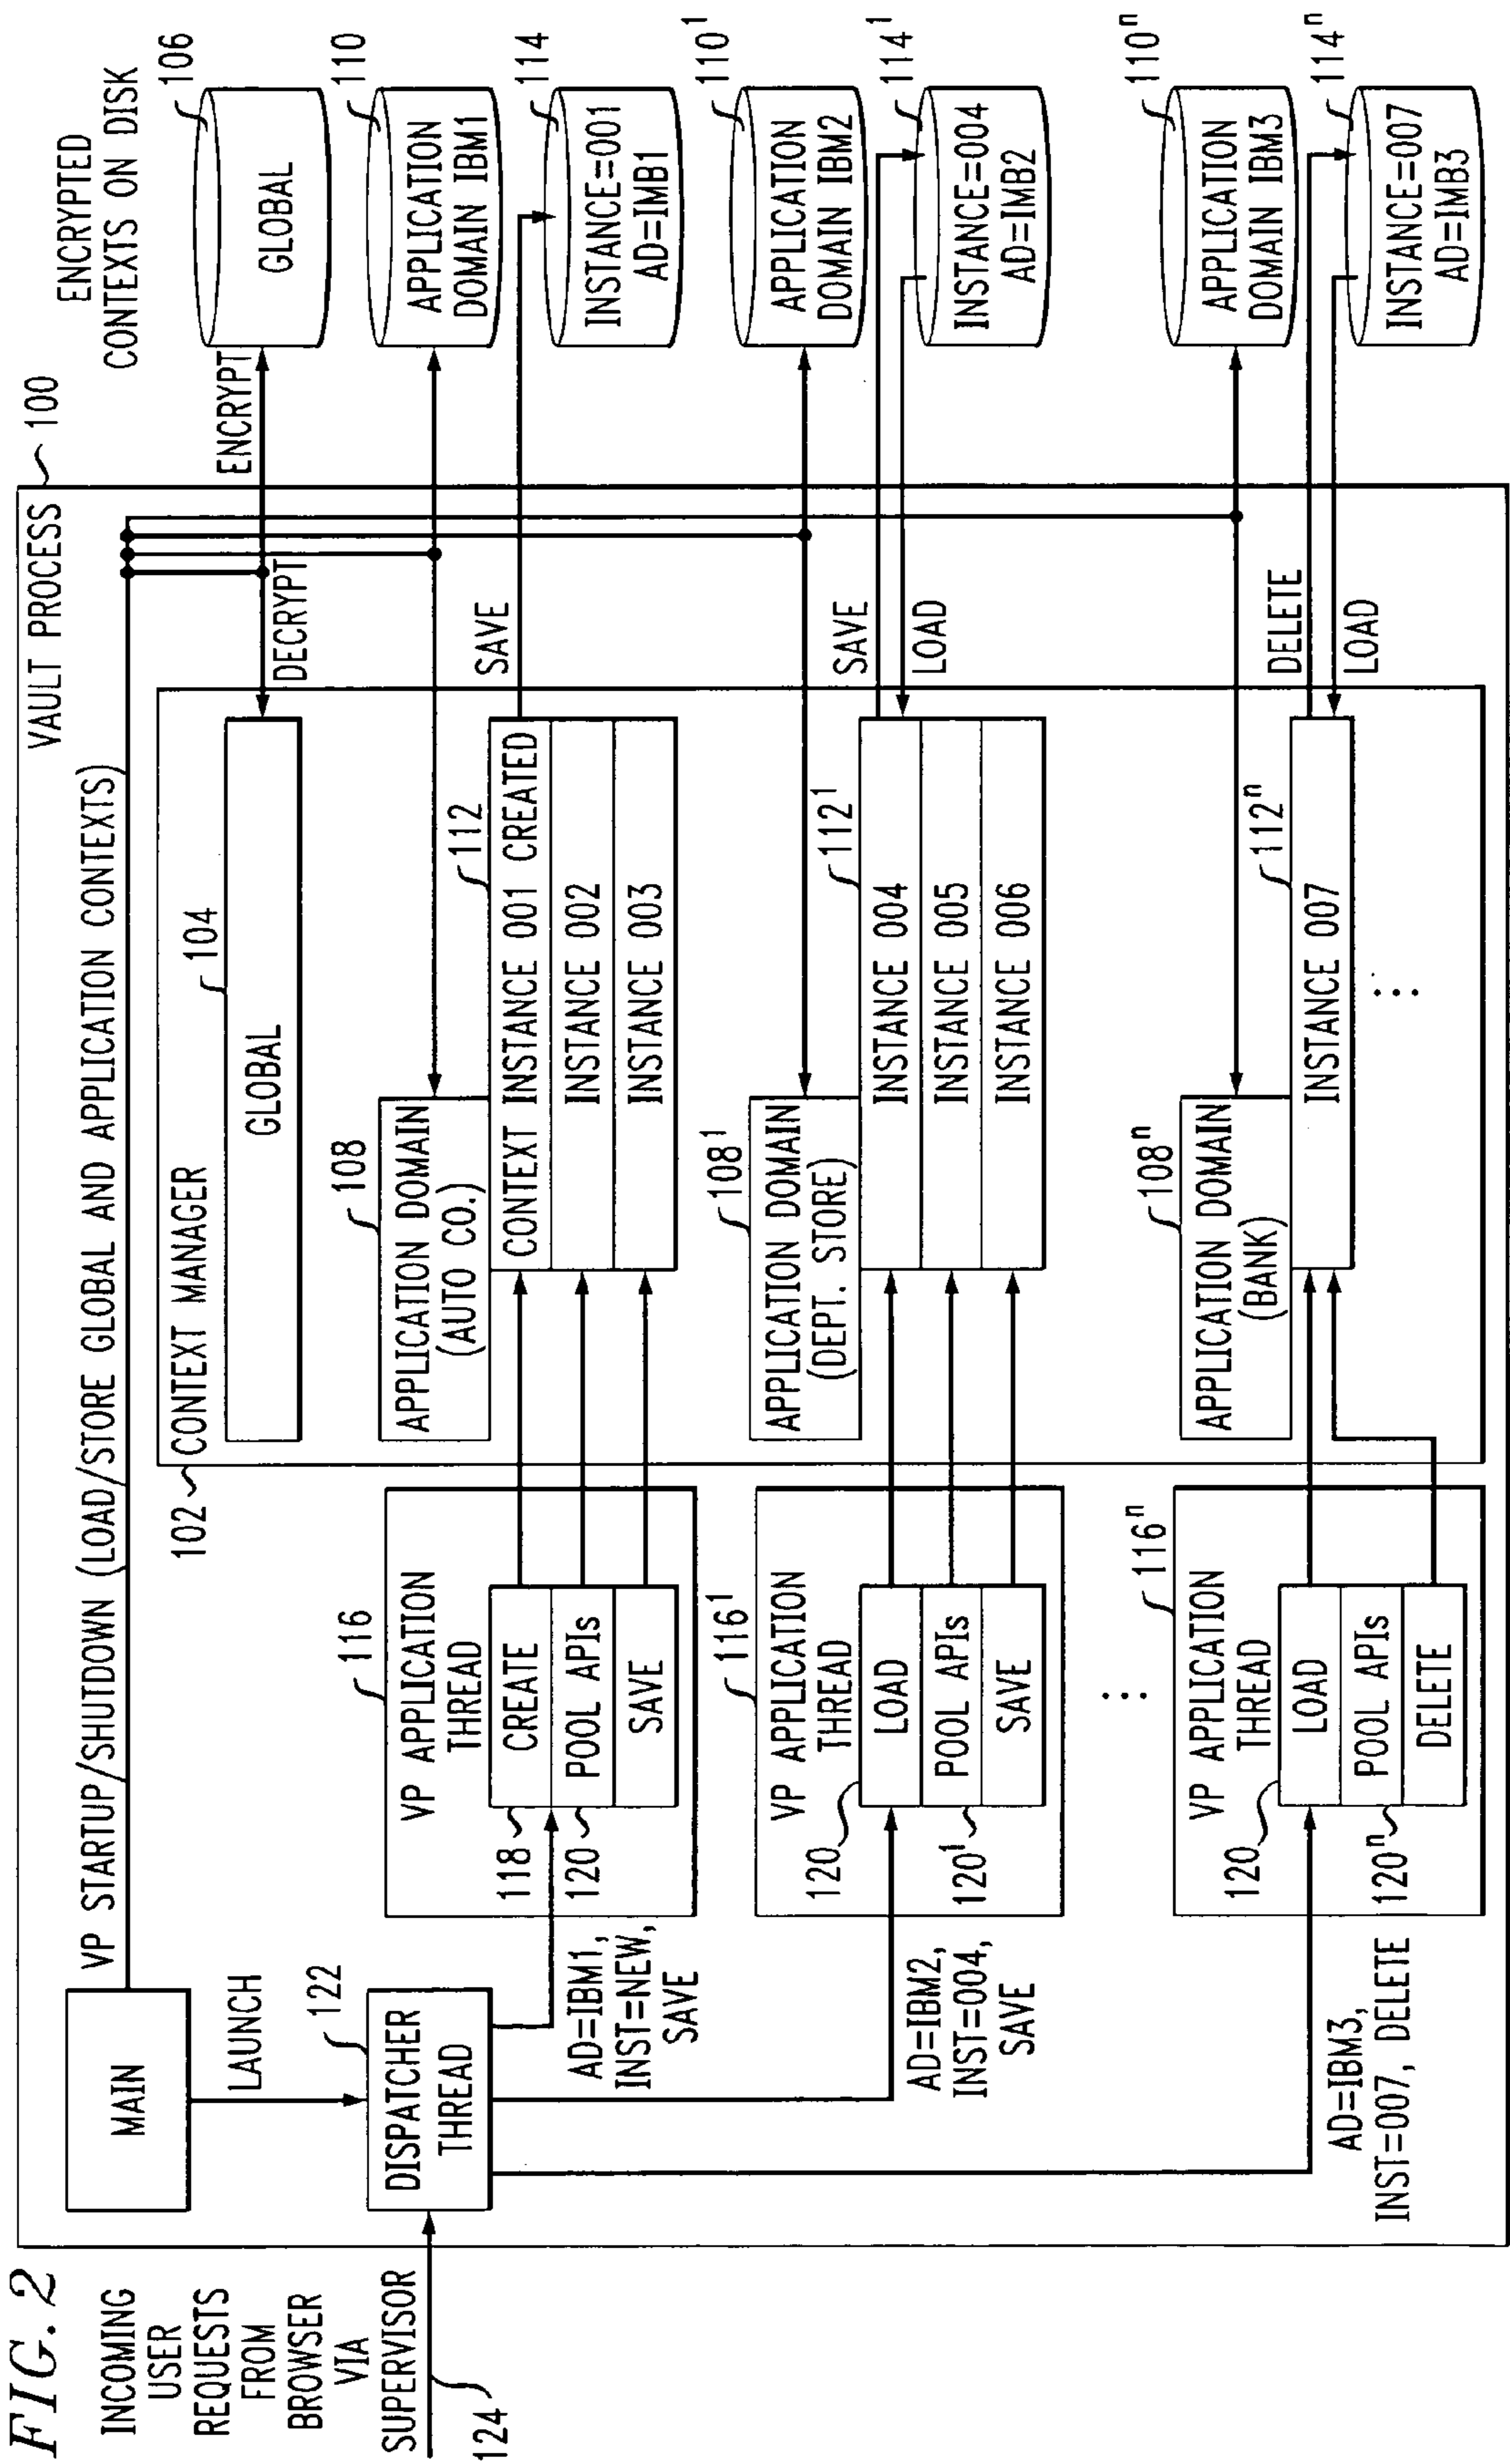 FIG. 2
INCOMING
USER
REQUESTS
FROM
BROWSER
VIA
SUPERVISOR
124
VAULT PROCESS
100
MAIN
VP STARTUP/SHUTDOWN (LOAD/STORE GLOBAL AND APPLICATION CONTEXTS)
LAUNCH
122
DISPATCHER
THREAD
AD=IBM1,
INST=NEW,
SAVE
AD=IBM2,
INST=004,
SAVE
AD=IBM3,
INST=007, DELETE
116
VP APPLICATION
THREAD
CREATE
POOL APIs
SAVE
118
120
116¹
VP APPLICATION
THREAD
LOAD
POOL APIs
SAVE
120
120¹
116ⁿ
VP APPLICATION
THREAD
LOAD
POOL APIs
DELETE
120
120ⁿ
102
CONTEXT MANAGER
104
GLOBAL
108
APPLICATION DOMAIN
(AUTO CO.)
112
CONTEXT INSTANCE 001 CREATED
INSTANCE 002
INSTANCE 003
108¹
APPLICATION DOMAIN
(DEPT. STORE)
112¹
INSTANCE 004
INSTANCE 005
INSTANCE 006
108ⁿ
APPLICATION DOMAIN
(BANK)
112ⁿ
INSTANCE 007
ENCRYPT
DECRYPT
SAVE
SAVE
LOAD
DELETE
LOAD
ENCRYPTED
CONTEXTS ON DISK
106
GLOBAL
110
APPLICATION
DOMAIN IBM1
114
INSTANCE=001
AD=IMB1
110¹
APPLICATION
DOMAIN IBM2
114¹
INSTANCE=004
AD=IMB2
110ⁿ
APPLICATION
DOMAIN IBM3
114ⁿ
INSTANCE=007
AD=IMB3